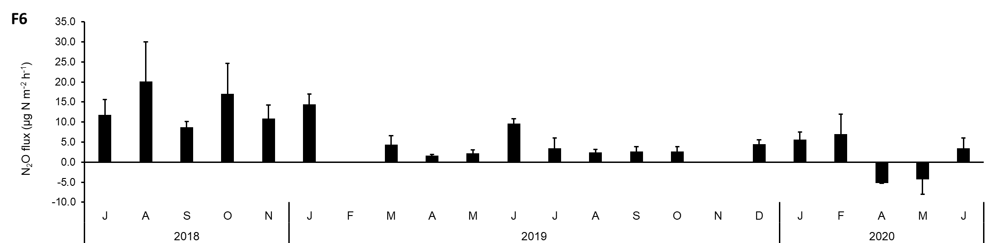 F6
35.0
30.0
25.0
20.0
15.0
10.0
5.0
0.0
-5.0
-10.0
N₂O flux (µg N m⁻² h⁻¹)
J A S O N J F M A M J J A S O N D J F A M J
2018 2019 2020